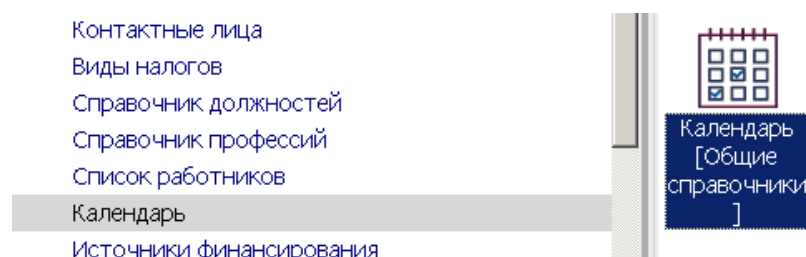 Контактные лица
Виды налогов
Справочник должностей
Справочник профессий
Список работников
Календарь
Источники финансирования
Календарь
[Общие
справочники
]